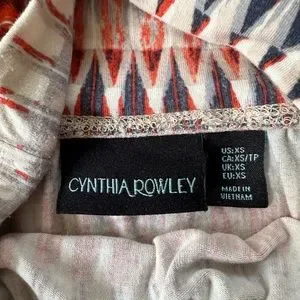 CYNTHIA ROWLEY
US:XS
CA:XS/TP
UK:XS
EU:XS
MADE IN
VIETNAM